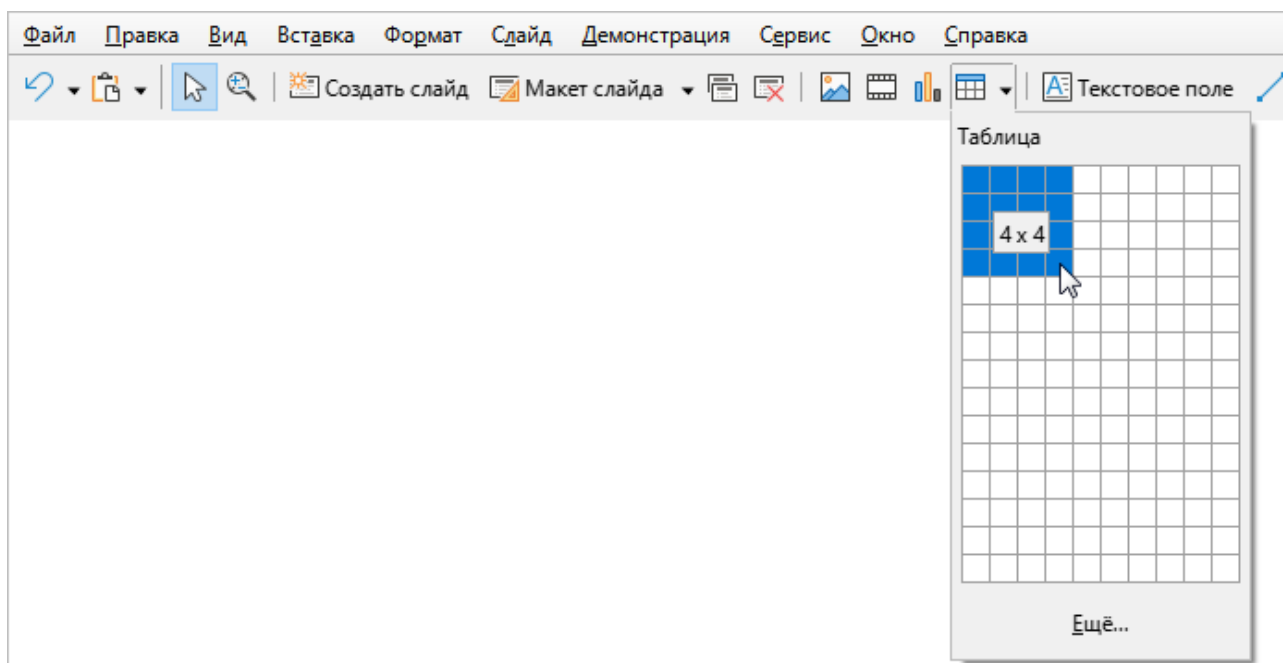 Файл Правка Вид Вставка Формат Слайд Демонстрация Сервис Окно Справка
Создать слайд Макет слайда Текстовое поле
Таблица
4 x 4
Ещё...